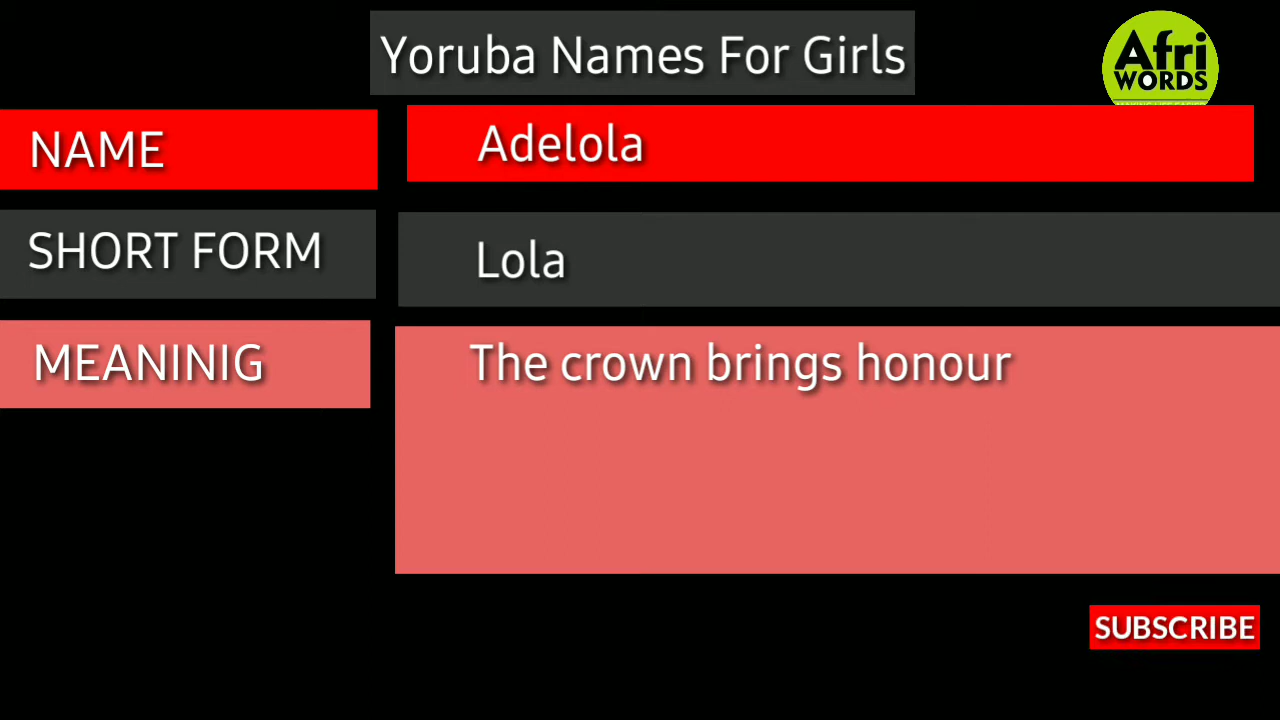 Yoruba Names For Girls
Afri
WORDS
NAME
Adelola
SHORT FORM
Lola
MEANINIG
The crown brings honour
SUBSCRIBE